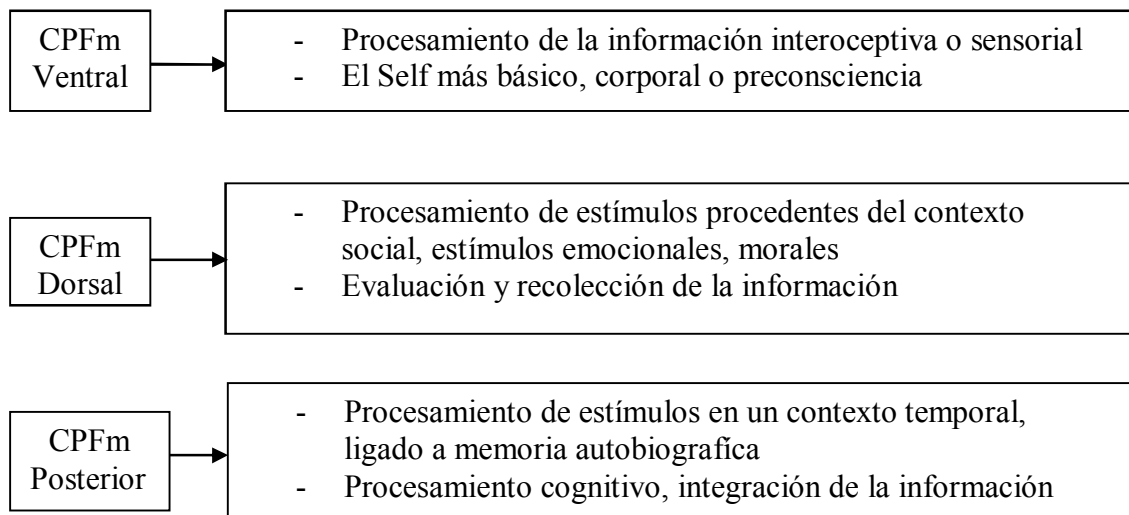 CPFm
Ventral
- Procesamiento de la información interoceptiva o sensorial
- El Self más básico, corporal o preconsciencia
CPFm
Dorsal
- Procesamiento de estímulos procedentes del contexto
social, estímulos emocionales, morales
- Evaluación y recolección de la información
CPFm
Posterior
- Procesamiento de estímulos en un contexto temporal,
ligado a memoria autobiografíca
- Procesamiento cognitivo, integración de la información